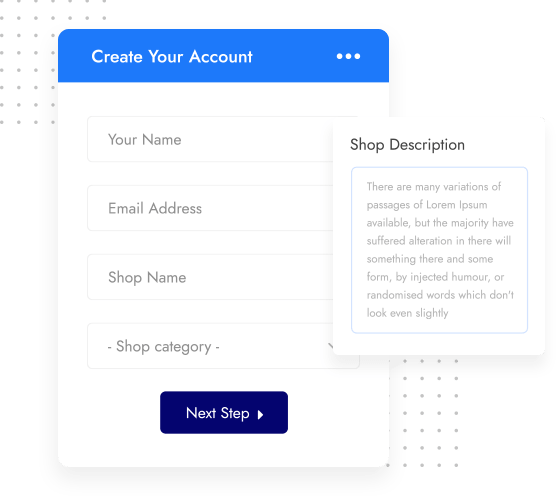 Create Your Account
Your Name
Email Address
Shop Name
- Shop category -
Next Step
Shop Description
There are many variations of
passages of Lorem Ipsum
available, but the majority have
suffered alteration in there will
something there and some
form, by injected humour, or
randomised words which don't
look even slightly